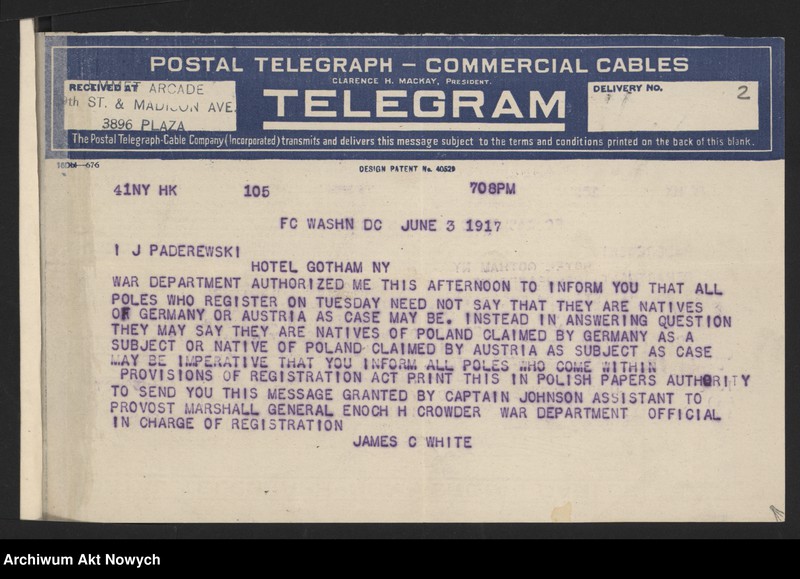 POSTAL TELEGRAPH – COMMERCIAL CABLES
CLARENCE H. MACKAY, PRESIDENT.
RECEIVED AT
EMMET ARCADE
9th ST. & MADISON AVE.
3896 PLAZA
TELEGRAM
DELIVERY NO.
2
The Postal Telegraph-Cable Company (Incorporated) transmits and delivers this message subject to the terms and conditions printed on the back of this blank.
DESIGN PATENT No. 40529
41NY HK 105 708PM
FC WASHN DC JUNE 3 1917
I J PADEREWSKI
HOTEL GOTHAM NY
WAR DEPARTMENT AUTHORIZED ME THIS AFTERNOON TO INFORM YOU THAT ALL
POLES WHO REGISTER ON TUESDAY NEED NOT SAY THAT THEY ARE NATIVES
OF GERMANY OR AUSTRIA AS CASE MAY BE. INSTEAD IN ANSWERING QUESTION
THEY MAY SAY THEY ARE NATIVES OF POLAND CLAIMED BY GERMANY AS A
SUBJECT OR NATIVE OF POLAND CLAIMED BY AUSTRIA AS SUBJECT AS CASE
MAY BE IMPERATIVE THAT YOU INFORM ALL POLES WHO COME WITHIN
PROVISIONS OF REGISTRATION ACT PRINT THIS IN POLISH PAPERS AUTHORITY
TO SEND YOU THIS MESSAGE GRANTED BY CAPTAIN JOHNSON ASSISTANT TO
PROVOST MARSHALL GENERAL ENOCH H CROWDER WAR DEPARTMENT OFFICIAL
IN CHARGE OF REGISTRATION
JAMES C WHITE
Archiwum Akt Nowych